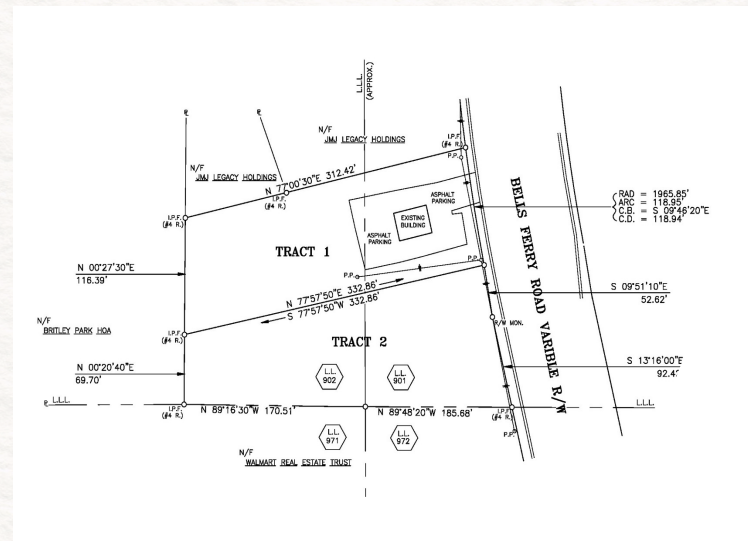 L.L.L.
(APPROX.)
N/F
JMJ LEGACY HOLDINGS
N/F
JMJ LEGACY HOLDINGS
I.P.F.
(#4 R.)
P.P.
N 77°00'30"E 312.42'
I.P.F.
(#4 R.)
I.P.F.
(#4 R.)
ASPHALT
PARKING
EXISTING
BUILDING
ASPHALT
PARKING
RAD = 1965.85'
ARC = 118.95'
C.B. = S 09°46'20"E
C.D. = 118.94'
BELLS FERRY ROAD VARIBLE R/W
TRACT 1
P.P.
P.P.
N 00°27'30"E
116.39'
N 77°57'50"E 332.86'
S 77°57'50"W 332.86'
S 09°51'10"E
52.62'
N/F
BRITLEY PARK HOA
I.P.F.
(#4 R.)
R/W MON.
TRACT 2
N 00°20'40"E
69.70'
L.L.
902
L.L.
901
S 13°16'00"E
L.L.L.
I.P.F.
(#4 R.)
N 89°16'30"W 170.51'
N 89°48'20"W 185.68'
I.P.F.
(#4 R.)
L.L.L.
L.L.
971
L.L.
972
P.P.
N/F
WALMART REAL ESTATE TRUST